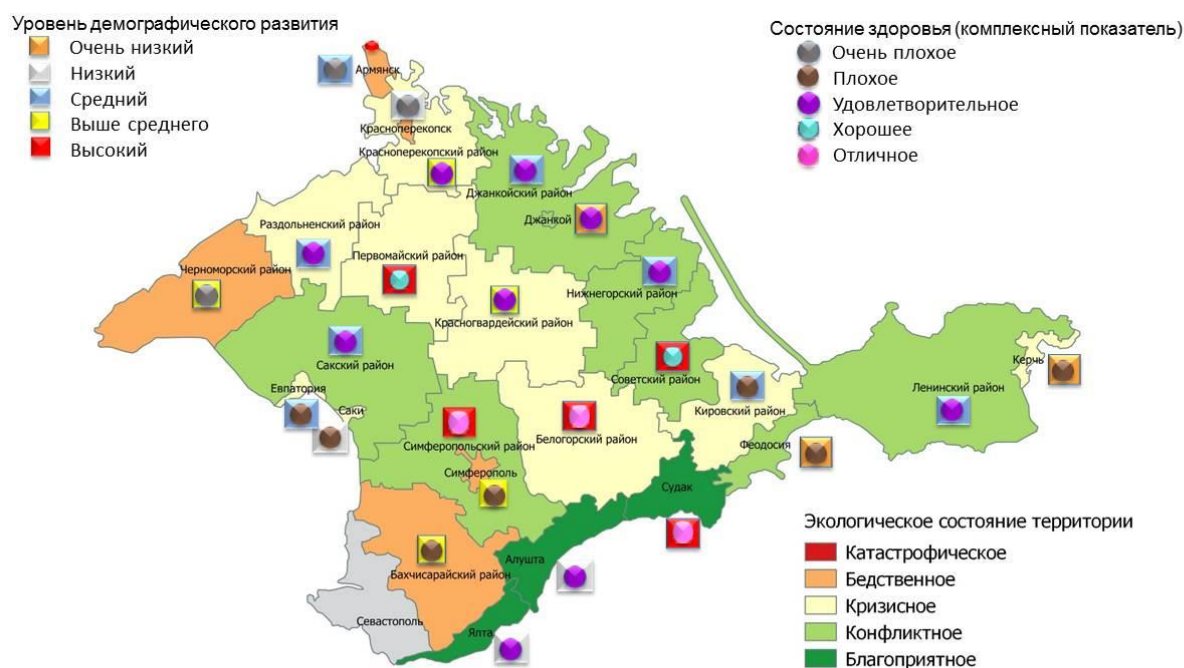 Уровень демографического развития
Очень низкий
Низкий
Средний
Выше среднего
Высокий
Состояние здоровья (комплексный показатель)
Очень плохое
Плохое
Удовлетворительное
Хорошее
Отличное
Армянск
Красноперекопск
Красноперекопский район
Джанкойский район
Джанкой
Раздольненский район
Первомайский район
Черноморский район
Нижнегорский район
Красногвардейский район
Сакский район
Советский район
Керчь
Евпатория
Саки
Кировский район
Ленинский район
Симферопольский район
Белогорский район
Феодосия
Симферополь
Судак
Алушта
Бахчисарайский район
Севастополь
Ялта
Экологическое состояние территории
Катастрофическое
Бедственное
Кризисное
Конфликтное
Благоприятное